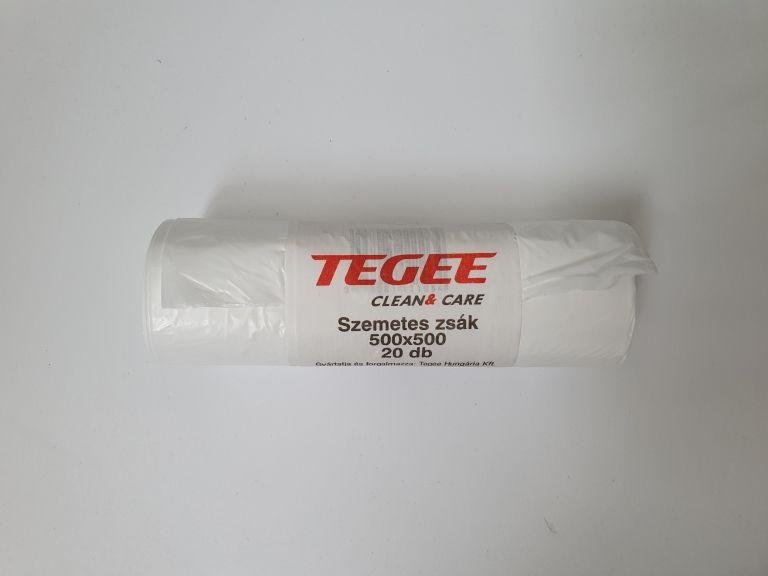 TEGEE
CLEAN & CARE
Szemetes zsák
500x500
20 db
Gyártatja és forgalmazza: Tegee Hungária Kft.